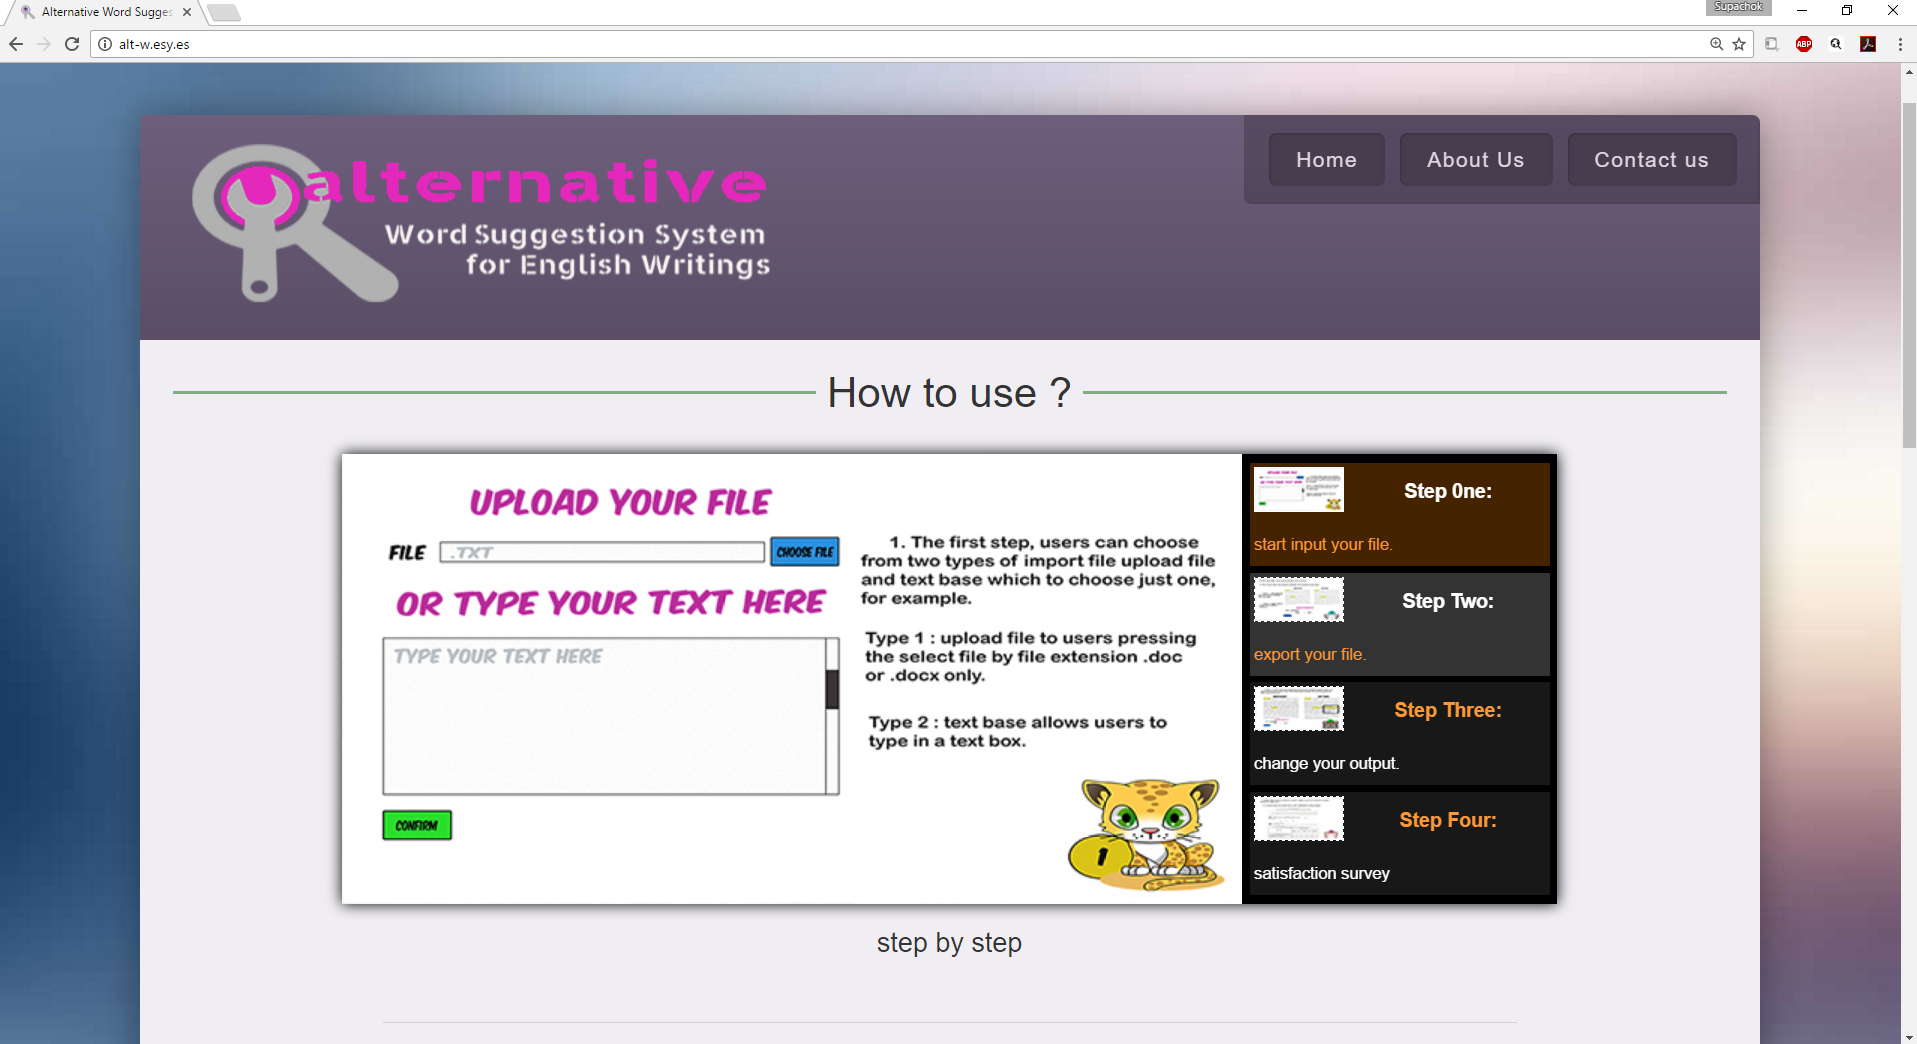 Alternative Word Sugges
Supachok
alt-w.esy.es
ABP
Home
About Us
Contact us
alternative
Word Suggestion System
for English Writings
How to use ?
UPLOAD YOUR FILE
FILE
.TXT
CHOOSE FILE
OR TYPE YOUR TEXT HERE
TYPE YOUR TEXT HERE
CONFIRM
1. The first step, users can choose
from two types of import file upload file
and text base which to choose just one,
for example.
Type 1 : upload file to users pressing
the select file by file extension .doc
or .docx only.
Type 2 : text base allows users to
type in a text box.
1
Step 0ne:
start input your file.
Step Two:
export your file.
Step Three:
change your output.
Step Four:
satisfaction survey
step by step